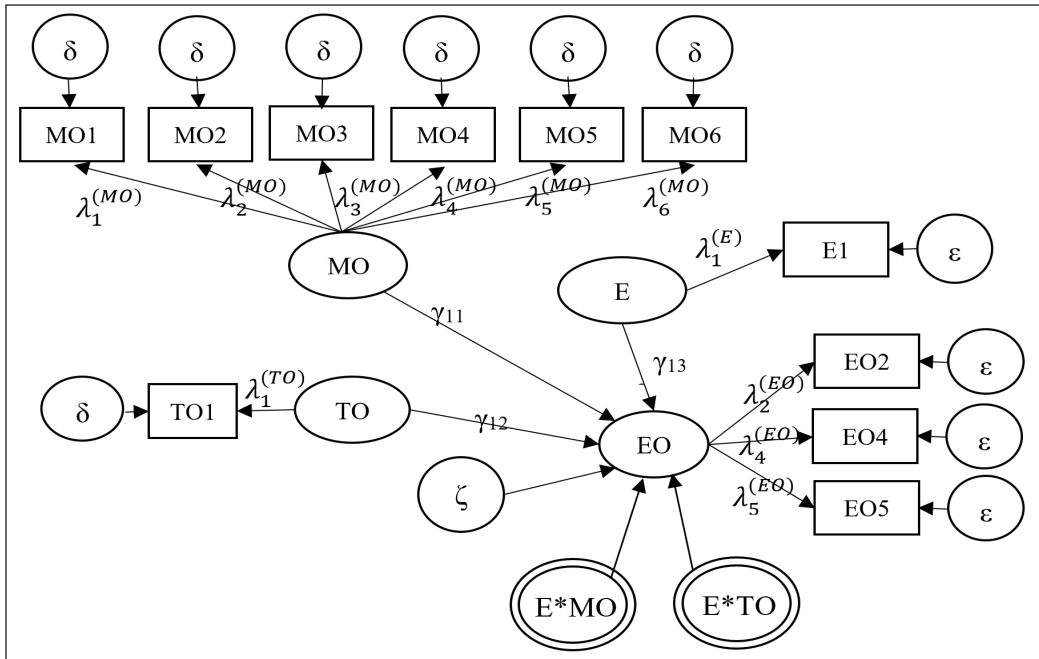 δ δ δ δ δ δ
MO1 MO2 MO3 MO4 MO5 MO6
λ₁^(MO) λ₂^(MO) λ₃^(MO) λ₄^(MO) λ₅^(MO) λ₆^(MO)
MO
E
λ₁^(E)
E1
ε
γ₁₁
γ₁₃
δ
TO1
λ₁^(TO)
TO
γ₁₂
EO
ζ
λ₂^(EO)
EO2
ε
λ₄^(EO)
EO4
ε
λ₅^(EO)
EO5
ε
E*MO
E*TO